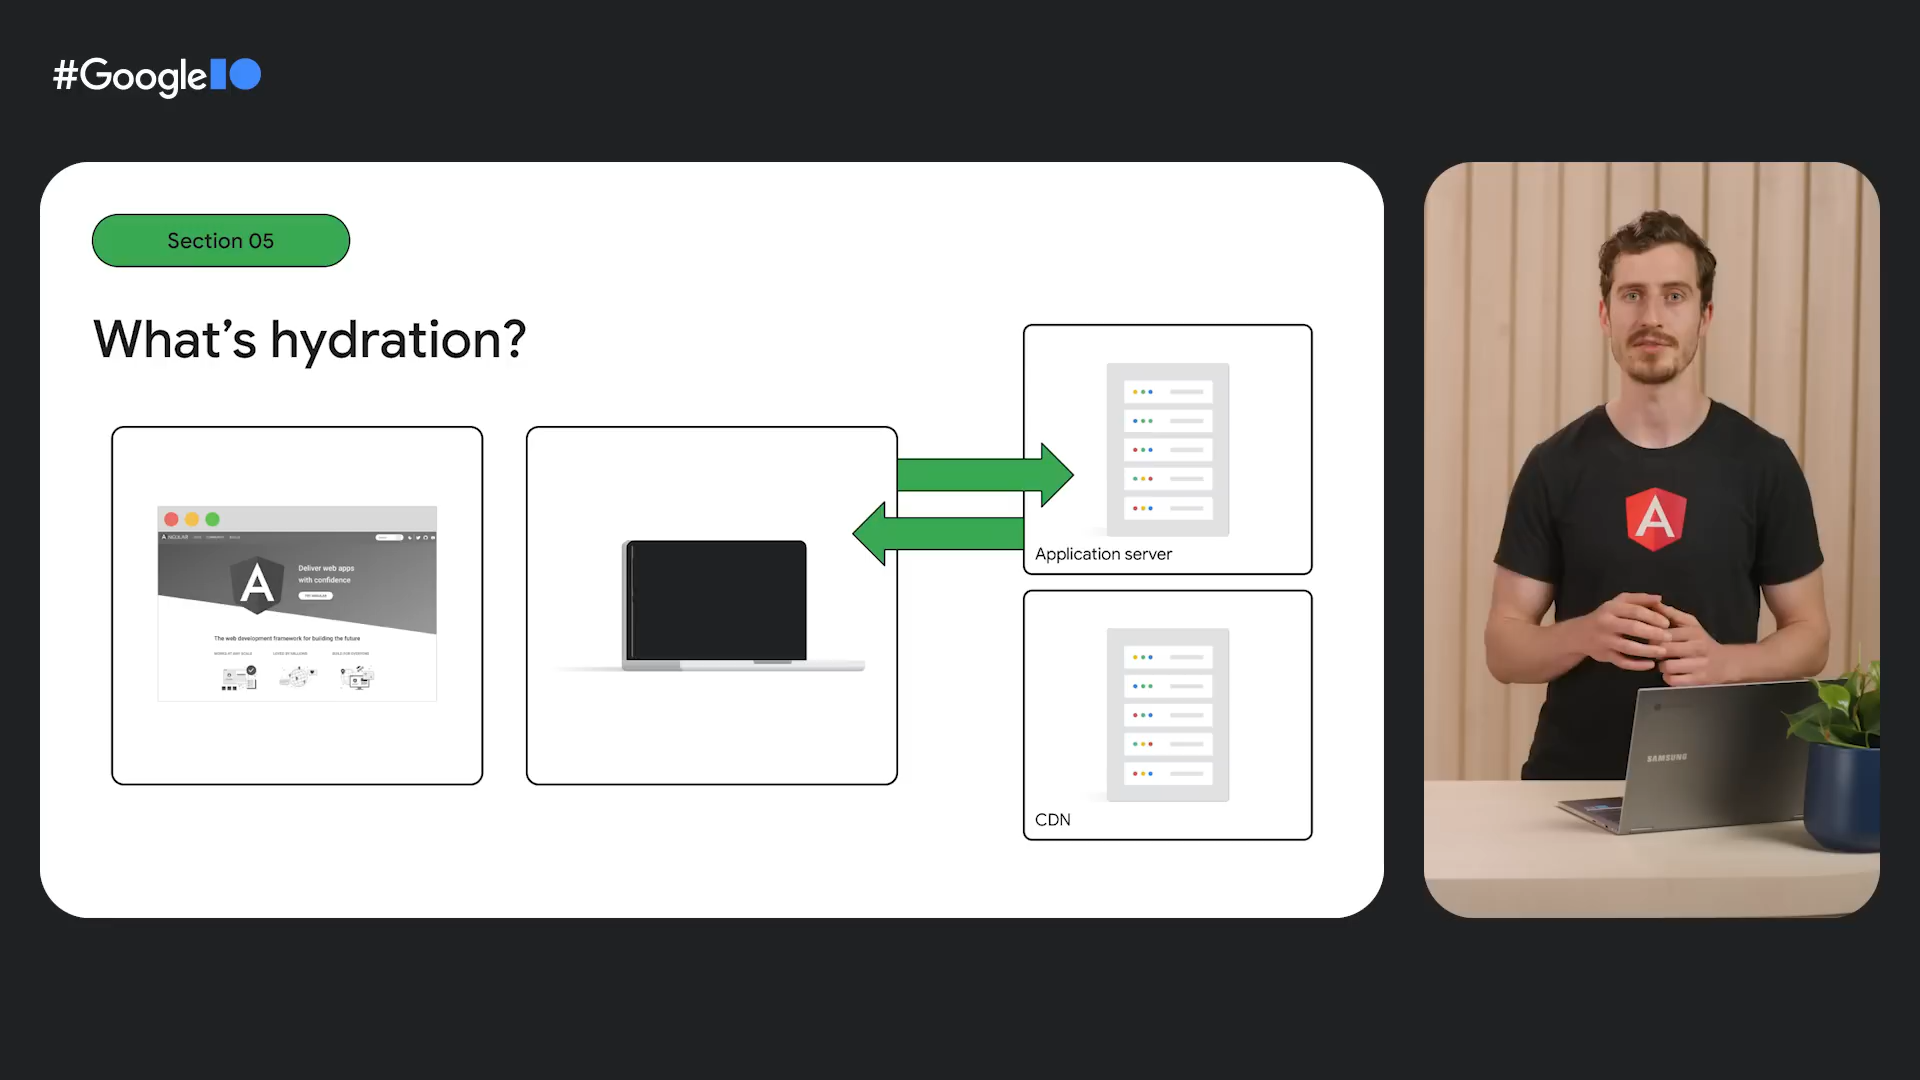 #GoogleIO
Section 05
What's hydration?
ANGULAR
Deliver web apps
with confidence
The web development framework for building the future
Application server
CDN
SAMSUNG